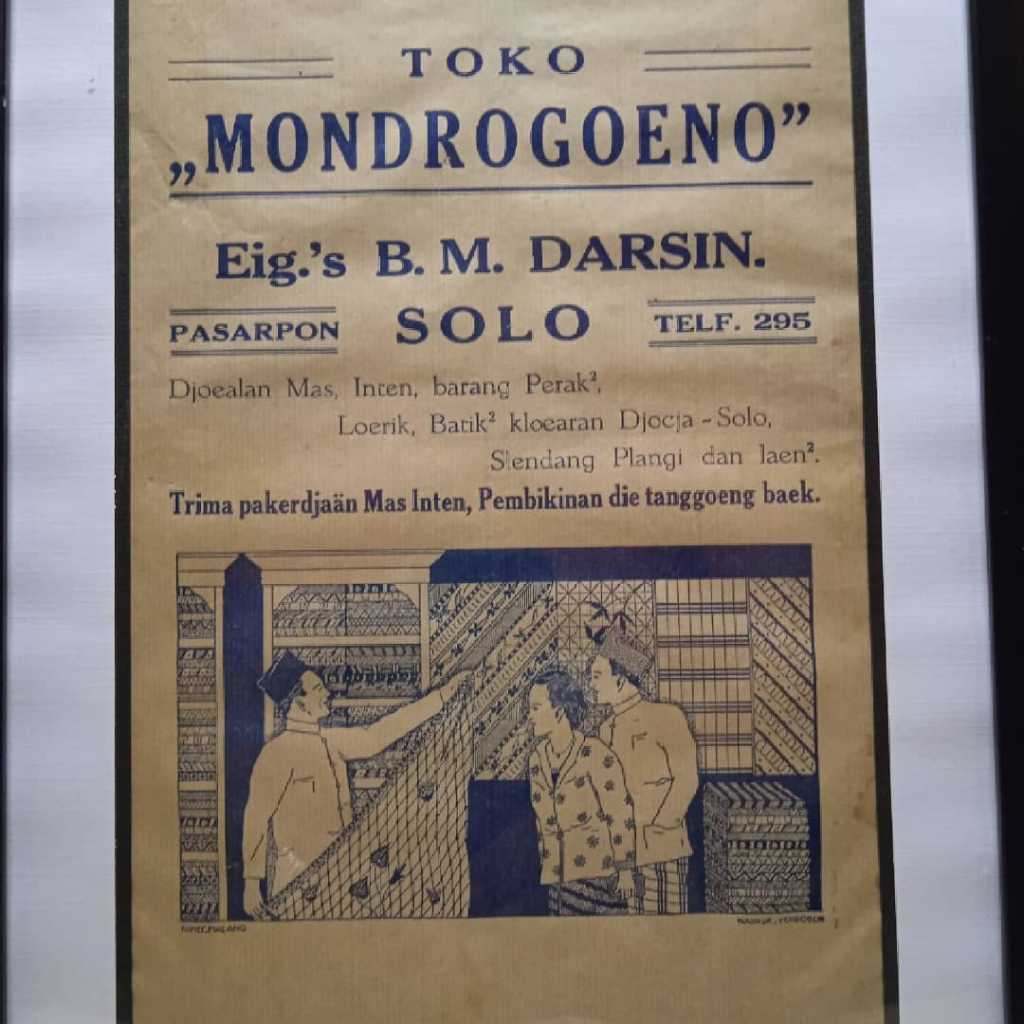 TOKO
„MONDROGOENO”
Eig.'s B. M. DARSIN.
PASARPON SOLO TELF. 295
Djoealan Mas, Inten, barang Perak²,
Loerik, Batik² kloearan Djocja - Solo,
Slendang Plangi dan laen².
Trima pakerdjaän Mas Inten, Pembikinan die tanggoeng baek.